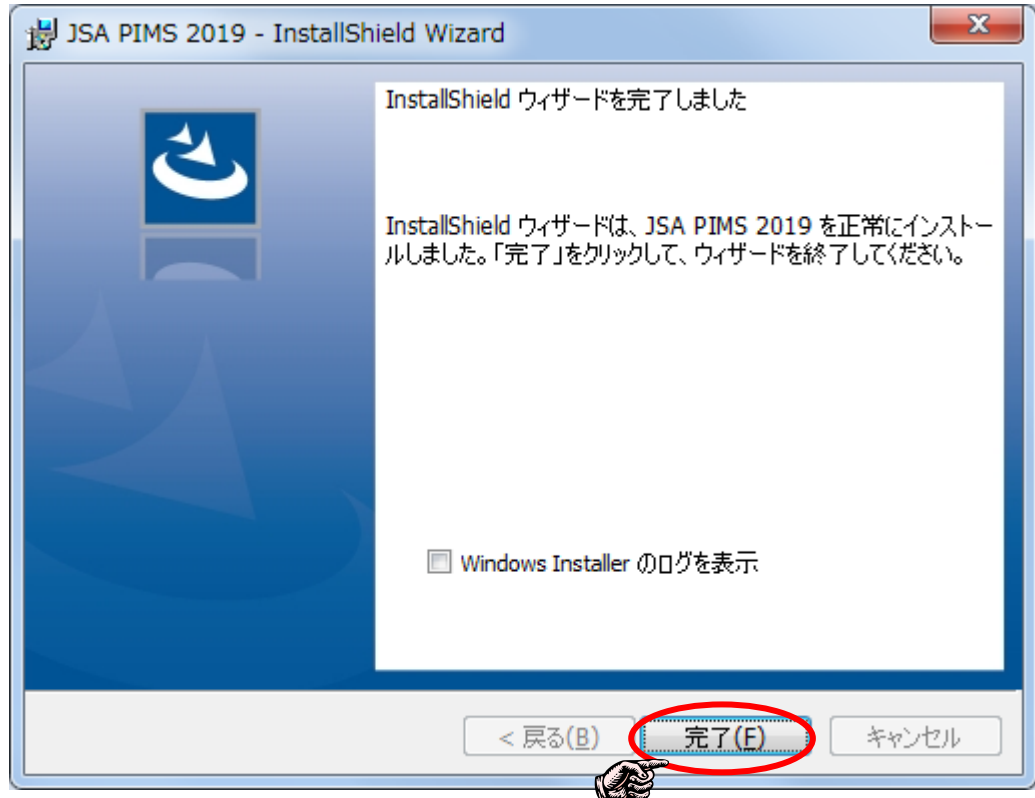 JSA PIMS 2019 - InstallShield Wizard
InstallShield ウィザードを完了しました
InstallShield ウィザードは、JSA PIMS 2019 を正常にインストー
ルしました。「完了」をクリックして、ウィザードを終了してください。
Windows Installer のログを表示
< 戻る(B)
完了(F)
キャンセル